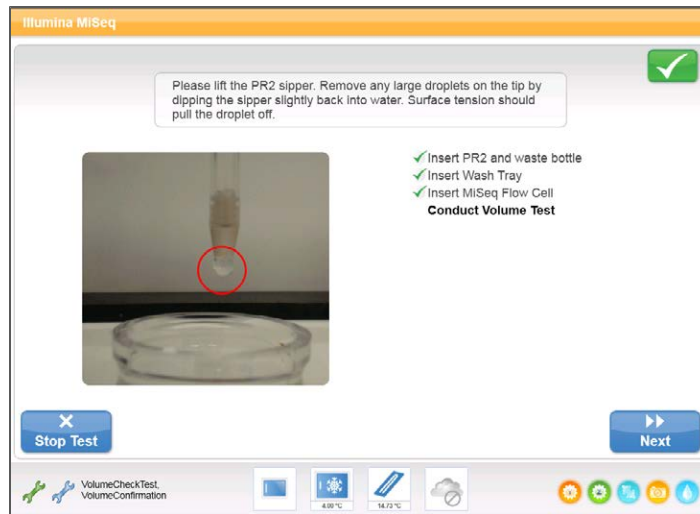 Illumina MiSeq
Please lift the PR2 sipper. Remove any large droplets on the tip by
dipping the sipper slightly back into water. Surface tension should
pull the droplet off.
Insert PR2 and waste bottle
Insert Wash Tray
Insert MiSeq Flow Cell
Conduct Volume Test
Stop Test
Next
VolumeCheckTest,
VolumeConfirmation
4.00 °C
14.73 °C